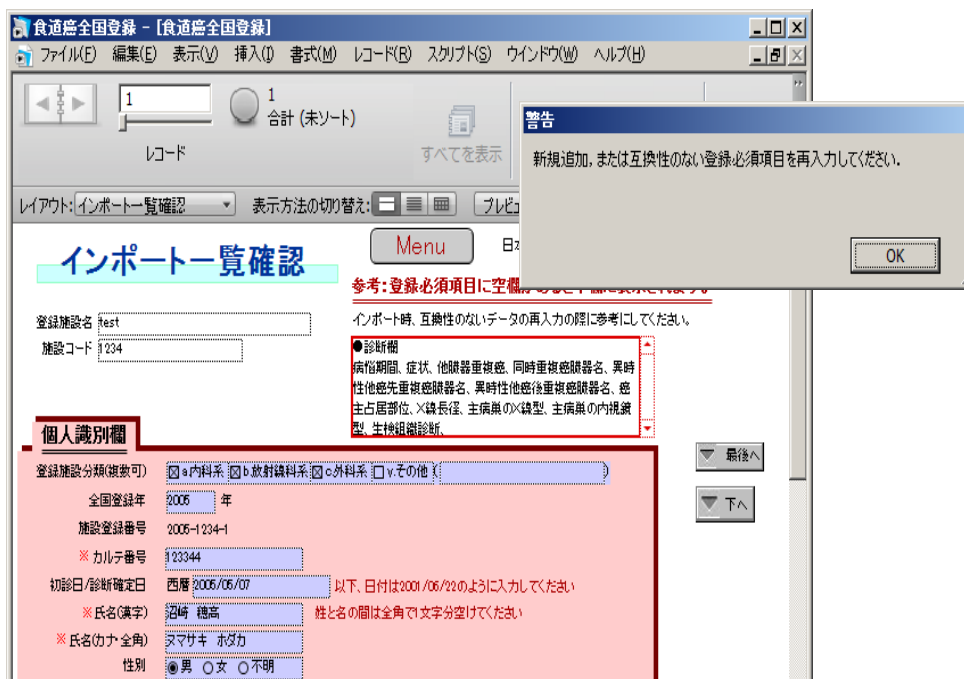 食道癌全国登録 - [食道癌全国登録]
ファイル(F) 編集(E) 表示(V) 挿入(I) 書式(M) レコード(R) スクリプト(S) ウインドウ(W) ヘルプ(H)
1
1
合計 (未ソート)
レコード
すべてを表示
警告
新規追加，または互換性のない登録必須項目を再入力してください．
OK
レイアウト: インポート一覧確認 表示方法の切り替え: プレビュ
インポート一覧確認
Menu
日
参考:登録必須項目に空欄
インポート時、互換性のないデータの再入力の際に参考にしてください。
登録施設名 test
施設コード 1234
●診断欄
病悩期間、症状、他臓器重複癌、同時重複癌臓器名、異時
性他癌先重複癌臓器名、異時性他癌後重複癌臓器名、癌
主占居部位、X線長径、主病巣のX線型、主病巣の内視鏡
型、生検組織診断、
個人識別欄
最後へ
下へ
登録施設分類(複数可) a.内科系 b.放射線科系 c.外科系 v.その他 ( )
全国登録年 2005 年
施設登録番号 2005-1234-1
※ カルテ番号 123344
初診日/診断確定日 西暦 2005/05/07 以下、日付は2001/06/22のように入力してください
※ 氏名(漢字) 沼崎 穂高 姓と名の間は全角で1文字分空けてください
※ 氏名(カナ・全角) ヌマサキ ホダカ
性別 男 女 不明